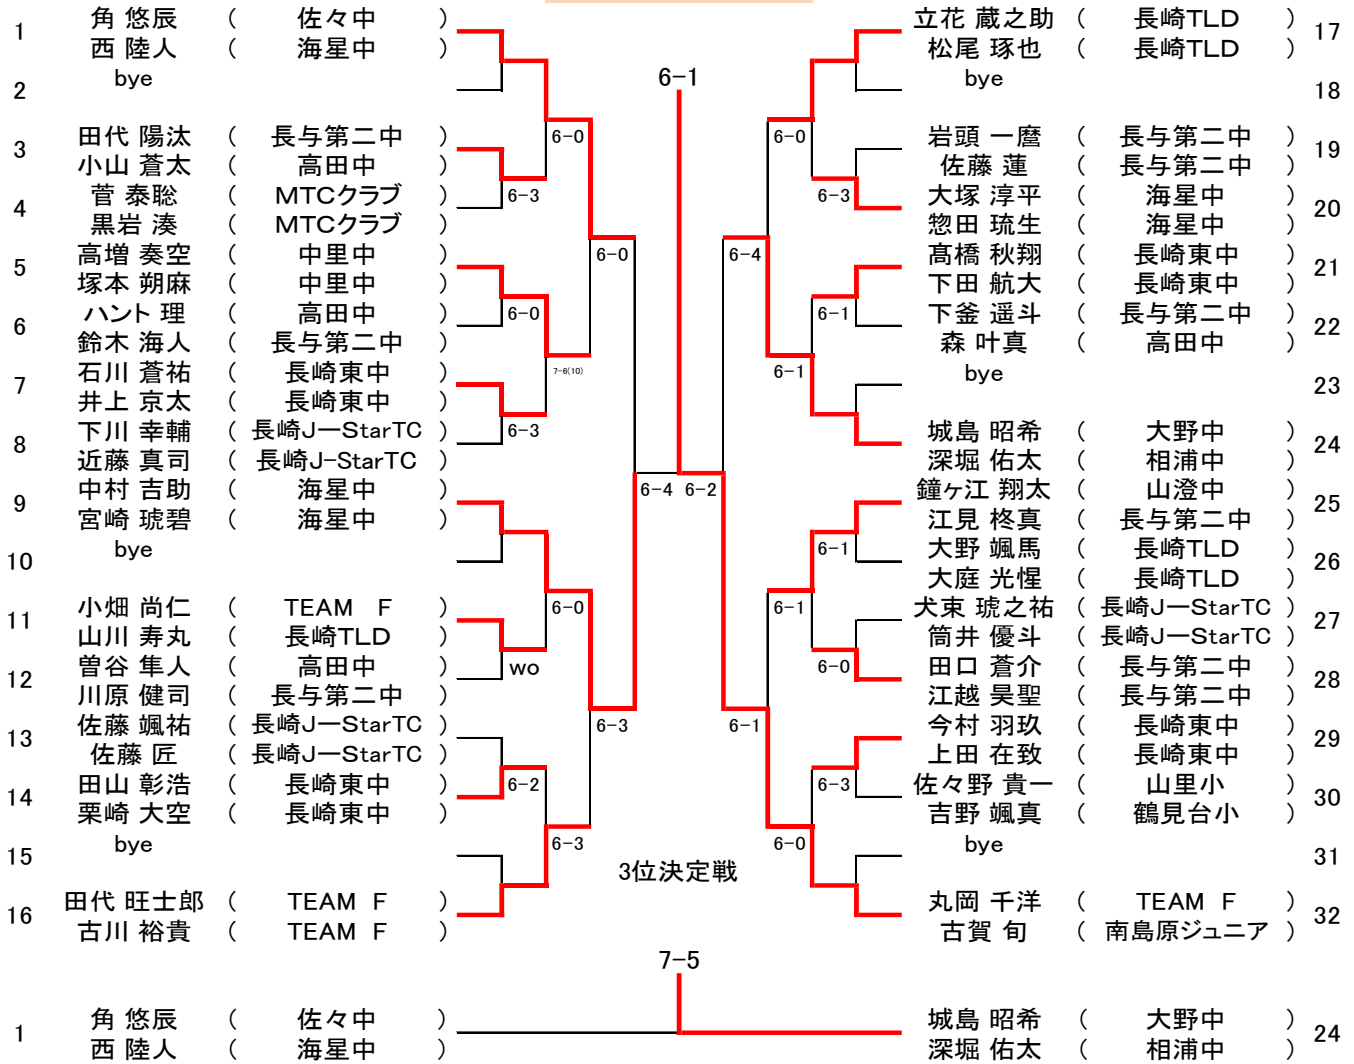 1 角 悠辰 ( 佐々中 )
西 陸人 ( 海星中 )
2 bye
3 田代 陽汰 ( 長与第二中 )
小山 蒼太 ( 高田中 )
4 菅 泰聡 ( MTCクラブ )
黒岩 湊 ( MTCクラブ )
5 高増 奏空 ( 中里中 )
塚本 朔麻 ( 中里中 )
6 ハント 理 ( 高田中 )
鈴木 海人 ( 長与第二中 )
7 石川 蒼祐 ( 長崎東中 )
井上 京太 ( 長崎東中 )
8 下川 幸輔 ( 長崎J-StarTC )
近藤 真司 ( 長崎J-StarTC )
9 中村 吉助 ( 海星中 )
宮崎 琥碧 ( 海星中 )
10 bye
11 小畑 尚仁 ( TEAM F )
山川 寿丸 ( 長崎TLD )
12 曽谷 隼人 ( 高田中 )
川原 健司 ( 長与第二中 )
13 佐藤 颯祐 ( 長崎J-StarTC )
佐藤 匠 ( 長崎J-StarTC )
14 田山 彰浩 ( 長崎東中 )
栗崎 大空 ( 長崎東中 )
15 bye
16 田代 旺士郎 ( TEAM F )
古川 裕貴 ( TEAM F )
6-0
6-3
6-0
6-0
7-6(10)
6-3
6-0
wo
6-3
6-2
6-3
6-1
6-4 6-2
6-0
6-3
6-4
6-1
6-1
6-1
6-1
6-0
6-1
6-3
6-0
立花 蔵之助 ( 長崎TLD ) 17
松尾 琢也 ( 長崎TLD )
bye 18
岩頭 一麿 ( 長与第二中 ) 19
佐藤 蓮 ( 長与第二中 )
大塚 淳平 ( 海星中 ) 20
惣田 琉生 ( 海星中 )
髙橋 秋翔 ( 長崎東中 ) 21
下田 航大 ( 長崎東中 )
下釜 遥斗 ( 長与第二中 ) 22
森 叶真 ( 高田中 )
bye 23
城島 昭希 ( 大野中 ) 24
深堀 佑太 ( 相浦中 )
鐘ヶ江 翔太 ( 山澄中 ) 25
江見 柊真 ( 長与第二中 )
大野 颯馬 ( 長崎TLD ) 26
大庭 光惺 ( 長崎TLD )
犬束 琥之祐 ( 長崎J-StarTC ) 27
筒井 優斗 ( 長崎J-StarTC )
田口 蒼介 ( 長与第二中 ) 28
江越 昊聖 ( 長与第二中 )
今村 羽玖 ( 長崎東中 ) 29
上田 在致 ( 長崎東中 )
佐々野 貴一 ( 山里小 ) 30
吉野 颯真 ( 鶴見台小 )
bye 31
丸岡 千洋 ( TEAM F ) 32
古賀 旬 ( 南島原ジュニア )
3位決定戦
7-5
1 角 悠辰 ( 佐々中 )
西 陸人 ( 海星中 )
城島 昭希 ( 大野中 ) 24
深堀 佑太 ( 相浦中 )